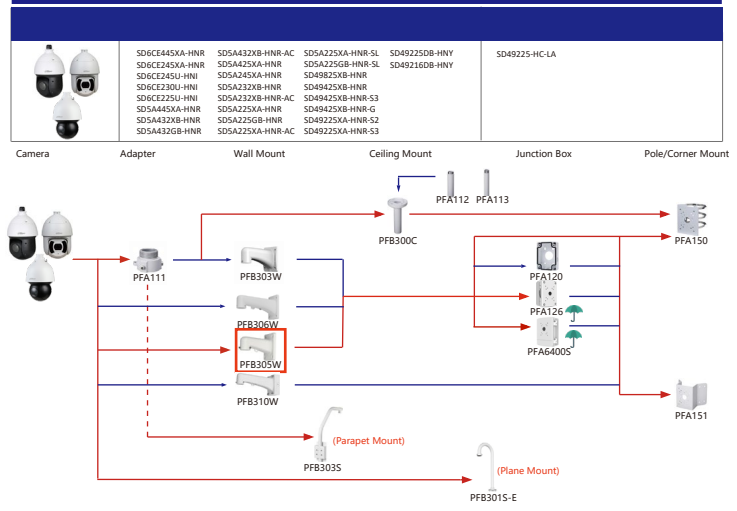 SD6CE445XA-HNR SD5A432XB-HNR-AC SD5A225XA-HNR-SL SD49225DB-HNY SD49225-HC-LA
SD6CE245XA-HNR SD5A425XA-HNR SD5A225GB-HNR-SL SD49216DB-HNY
SD6CE245U-HNI SD5A245XA-HNR SD49825XB-HNR
SD6CE230U-HNI SD5A232XB-HNR SD49425XB-HNR
SD6CE225U-HNI SD5A232XB-HNR-AC SD49425XB-HNR-S3
SD5A445XA-HNR SD5A225XA-HNR SD49425XB-HNR-G
SD5A432XB-HNR SD5A225GB-HNR SD49225XA-HNR-S2
SD5A432GB-HNR SD5A225XA-HNR-AC SD49225XA-HNR-S3
Camera Adapter Wall Mount Ceiling Mount Junction Box Pole/Corner Mount
PFA112 PFA113
PFB300C PFA150
PFA111 PFB303W PFA120
PFA126
PFB306W
PFA6400S
PFB305W
PFB310W
PFA151
(Parapet Mount)
PFB303S
(Plane Mount)
PFB301S-E